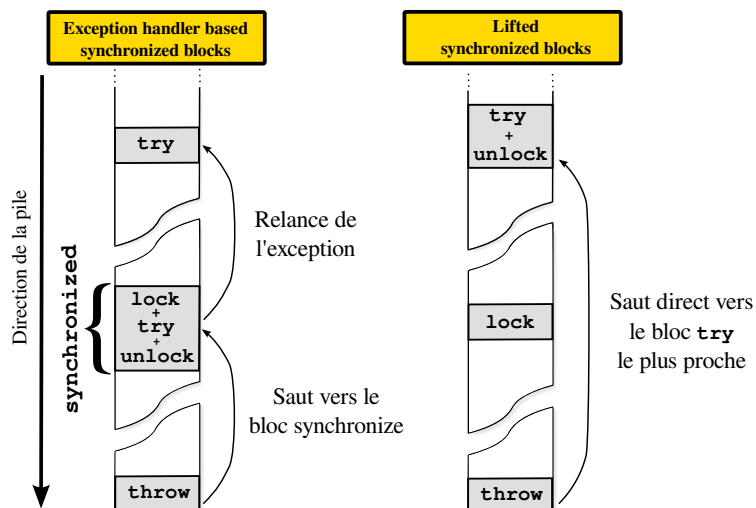 Exception handler based
synchronized blocks
Lifted
synchronized blocks
Direction de la pile
try
Relance de
l'exception
synchronized
lock
+
try
+
unlock
Saut vers le
bloc synchronize
throw
try
+
unlock
lock
Saut direct vers
le bloc try
le plus proche
throw